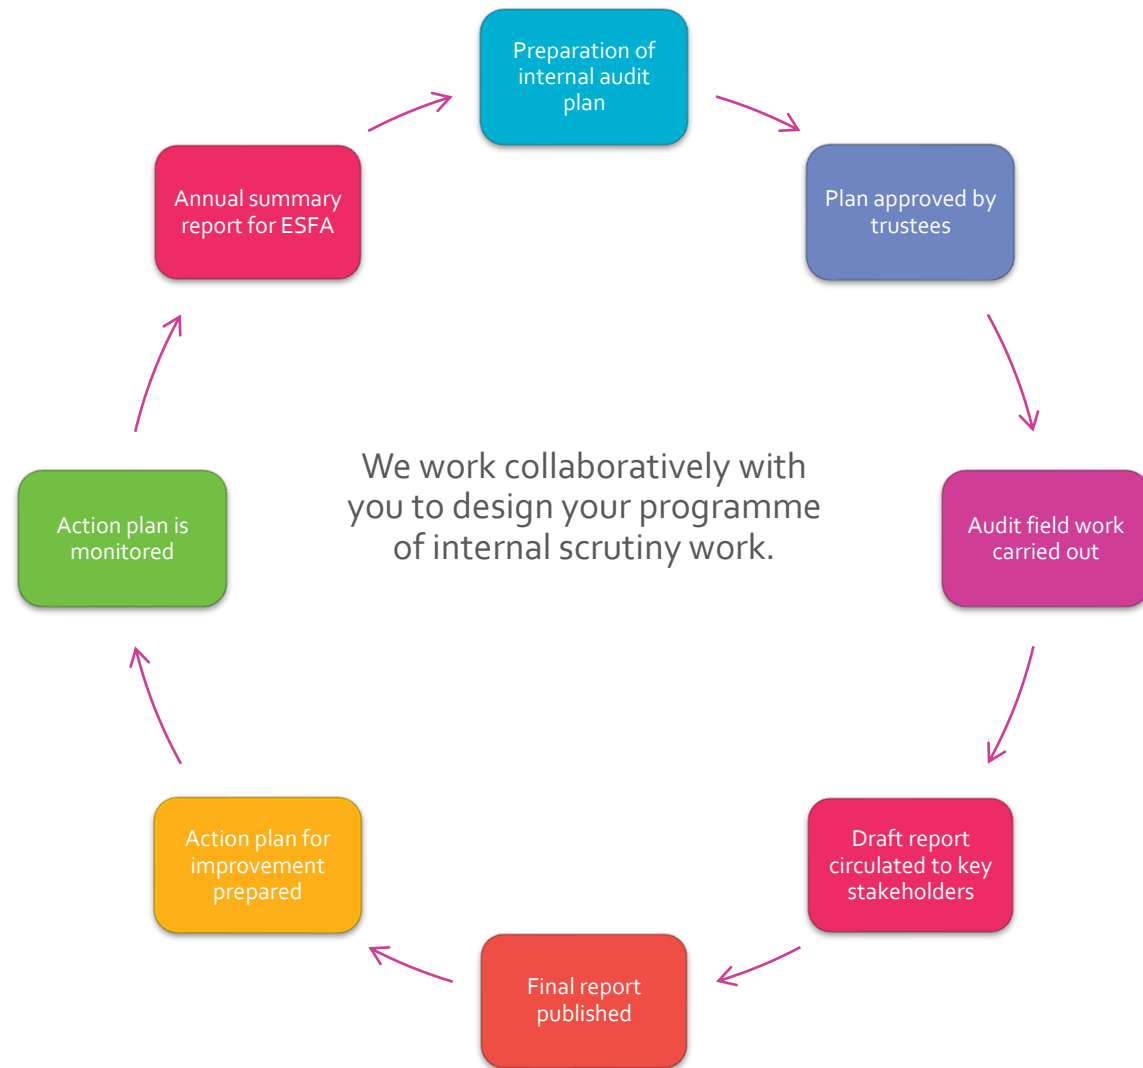 Preparation of
internal audit
plan
Plan approved by
trustees
Audit field work
carried out
Draft report
circulated to key
stakeholders
Final report
published
Action plan for
improvement
prepared
Action plan is
monitored
Annual summary
report for ESFA
We work collaboratively with
you to design your programme
of internal scrutiny work.